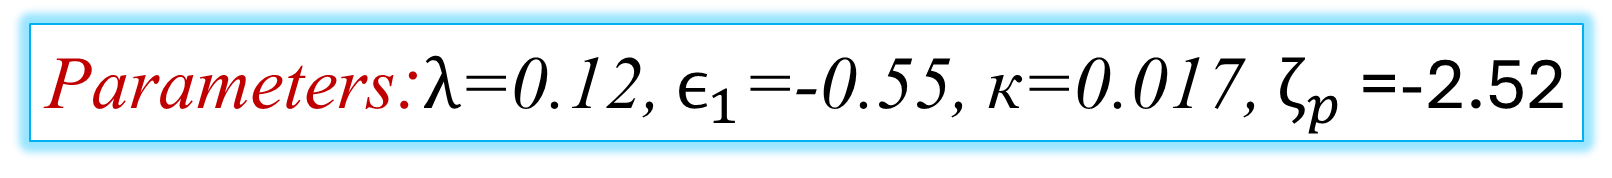 Parameters:λ=0.12, ϵ₁=-0.55, κ=0.017, ζₚ =-2.52